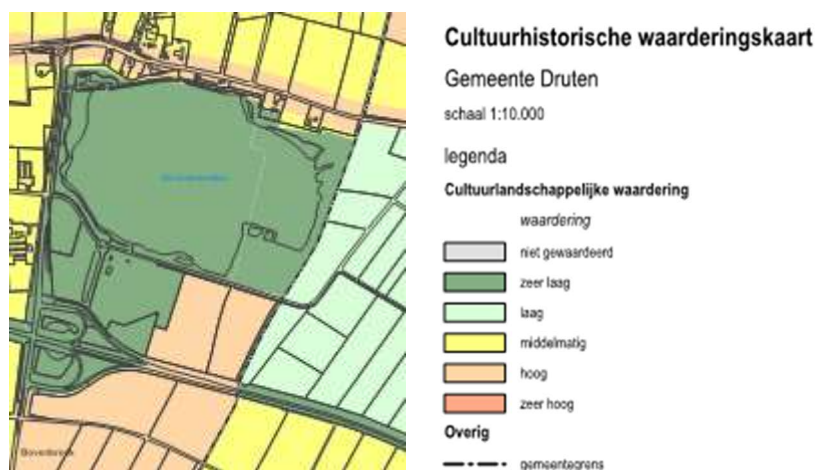 Cultuurhistorische waarderingskaart
Gemeente Druten
schaal 1:10.000
legenda
Cultuurlandschappelijke waardering
waardering
niet gewaardeerd
zeer laag
laag
middelmatig
hoog
zeer hoog
Overig
gemeentegrens